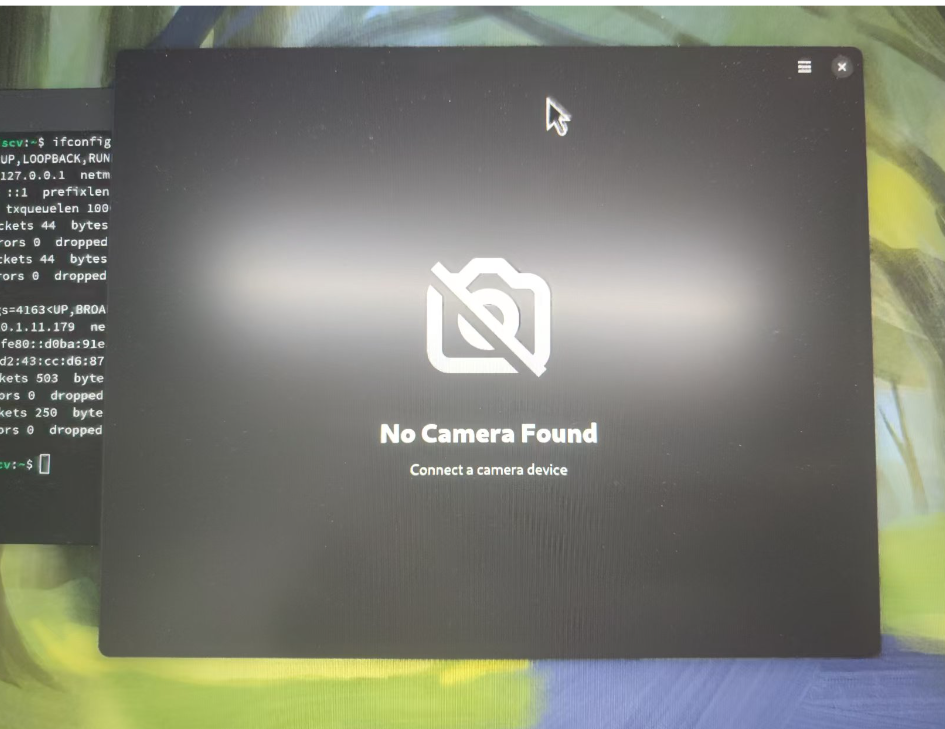 scv:~$ ifconfig
UP,LOOPBACK,RUN
127.0.0.1 netm
::1 prefixlen
txqueuelen 100
ckets 44 bytes
rors 0 dropped
ckets 44 bytes
rors 0 dropped
s=4163<UP,BROA
0.1.11.179 ne
fe80::d0ba:91e
d2:43:cc:d6:87
kets 503 byte
ors 0 dropped
kets 250 byte
ors 0 dropped
cv:~$
No Camera Found
Connect a camera device